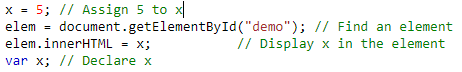 x = 5; // Assign 5 to x
elem = document.getElementById("demo"); // Find an element
elem.innerHTML = x;           // Display x in the element
var x; // Declare x